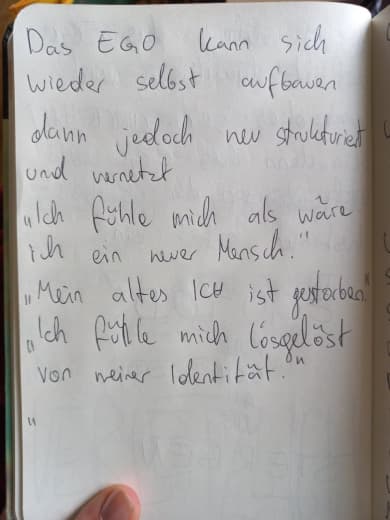 Das EGO kann sich
wieder selbst aufbauen
dann jedoch neu strukturiert
und vernetzt
„Ich fühle mich als wäre
ich ein neuer Mensch."
„Mein altes ICH ist gestorben."
„Ich fühle mich losgelöst
von meiner Identität."
„